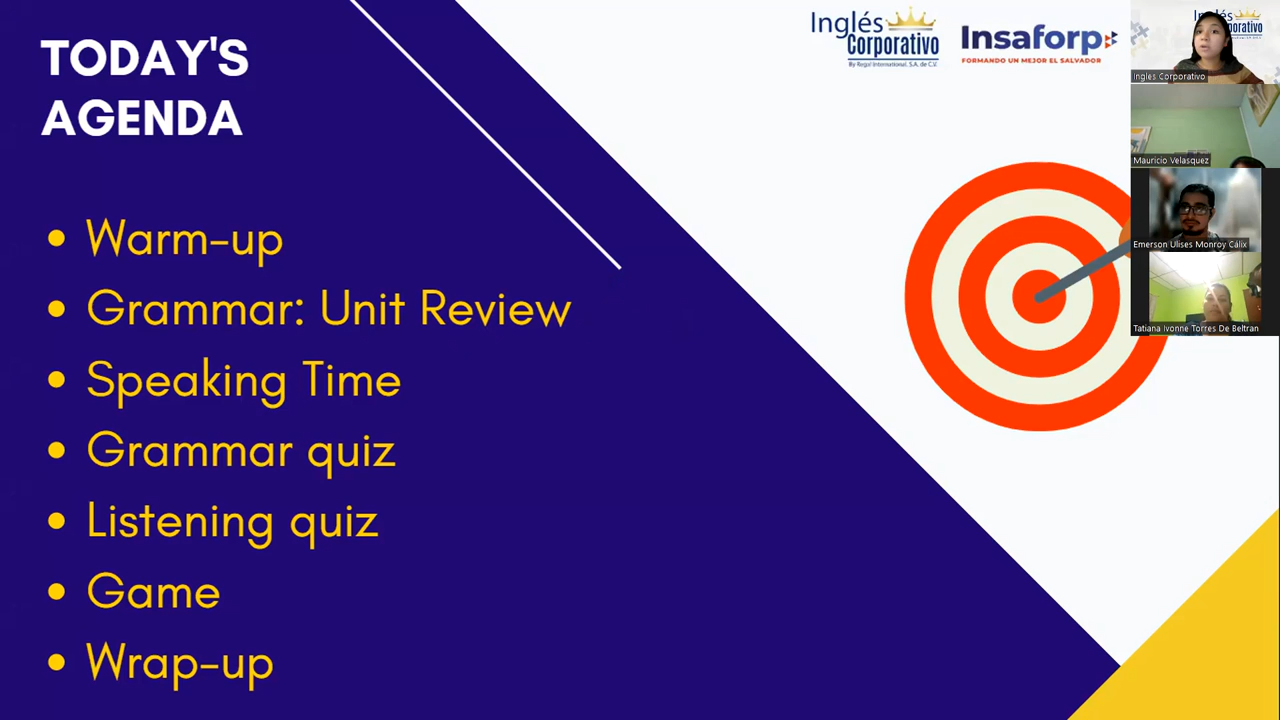 TODAY'S
AGENDA
• Warm-up
• Grammar: Unit Review
• Speaking Time
• Grammar quiz
• Listening quiz
• Game
• Wrap-up
Inglés
Corporativo
By Regal International, S.A. de C.V.
Insaforp
FORMANDO UN MEJOR EL SALVADOR
Inglés
Ingles Corporativo
Mauricio Velasquez
Emerson Ulises Monroy Cálix
Tatiana Ivonne Torres De Beltran